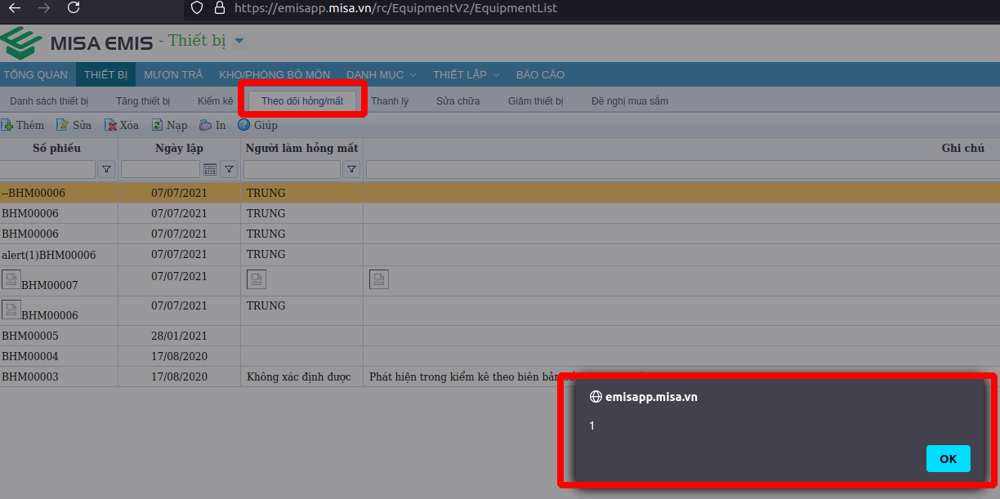 https://emisapp.misa.vn/rc/EquipmentV2/EquipmentList
MISA EMIS - Thiết bị
TỔNG QUAN THIẾT BỊ MƯỢN TRẢ KHO/PHÒNG BỘ MÔN DANH MỤC THIẾT LẬP BÁO CÁO
Danh sách thiết bị Tăng thiết bị Kiểm kê Theo dõi hỏng/mất Thanh lý Sửa chữa Giảm thiết bị Đề nghị mua sắm
Thêm Sửa Xóa Nạp In Giúp
Số phiếu Ngày lập Người làm hỏng mất Ghi chú
--BHM00006 07/07/2021 TRUNG
BHM00006 07/07/2021 TRUNG
BHM00006 07/07/2021 TRUNG
alert(1)BHM00006 07/07/2021 TRUNG
BHM00007 07/07/2021
BHM00006 07/07/2021 TRUNG
BHM00005 28/01/2021
BHM00004 17/08/2020
BHM00003 17/08/2020 Không xác định được Phát hiện trong kiểm kê theo biên bản
emisapp.misa.vn
1
OK